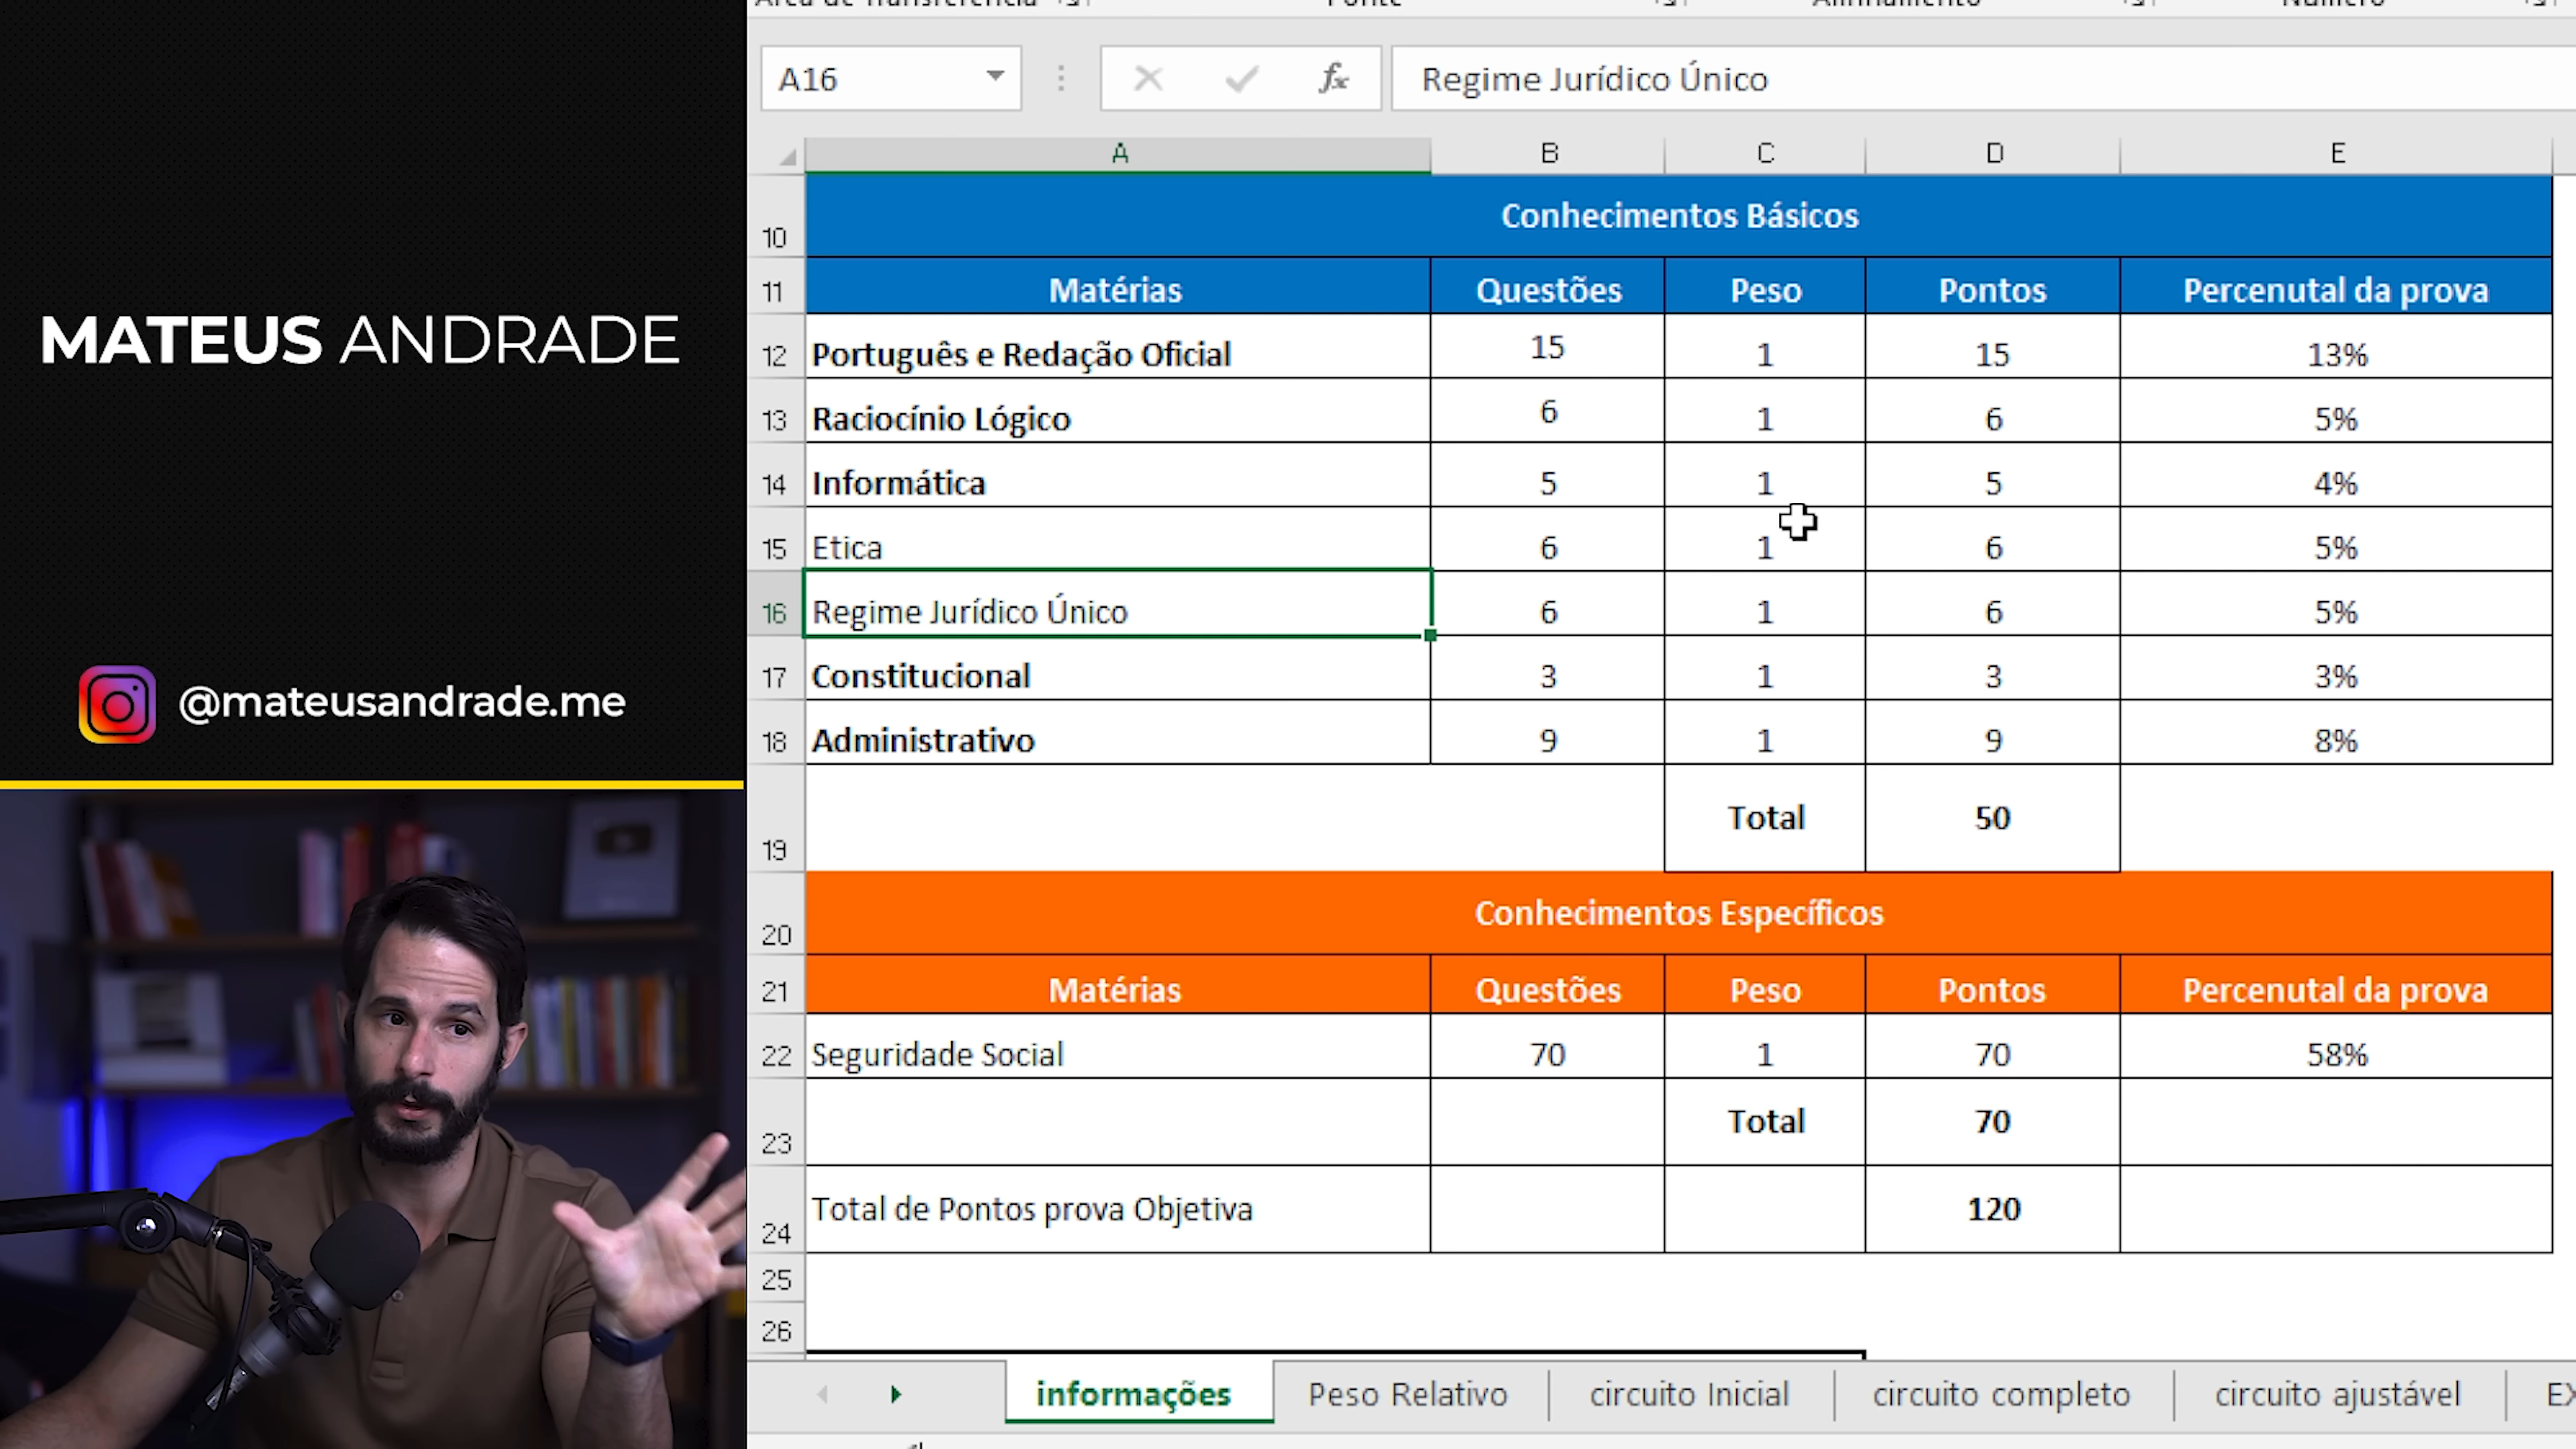 MATEUS ANDRADE
@mateusandrade.me
A16
fx
Regime Jurídico Único
A B C D E
10 Conhecimentos Básicos
11 Matérias Questões Peso Pontos Percenutal da prova
12 Português e Redação Oficial 15 1 15 13%
13 Raciocínio Lógico 6 1 6 5%
14 Informática 5 1 5 4%
15 Etica 6 1 6 5%
16 Regime Jurídico Único 6 1 6 5%
17 Constitucional 3 1 3 3%
18 Administrativo 9 1 9 8%
19 Total 50
20 Conhecimentos Específicos
21 Matérias Questões Peso Pontos Percenutal da prova
22 Seguridade Social 70 1 70 58%
23 Total 70
24 Total de Pontos prova Objetiva 120
25
26
informações Peso Relativo circuito Inicial circuito completo circuito ajustável